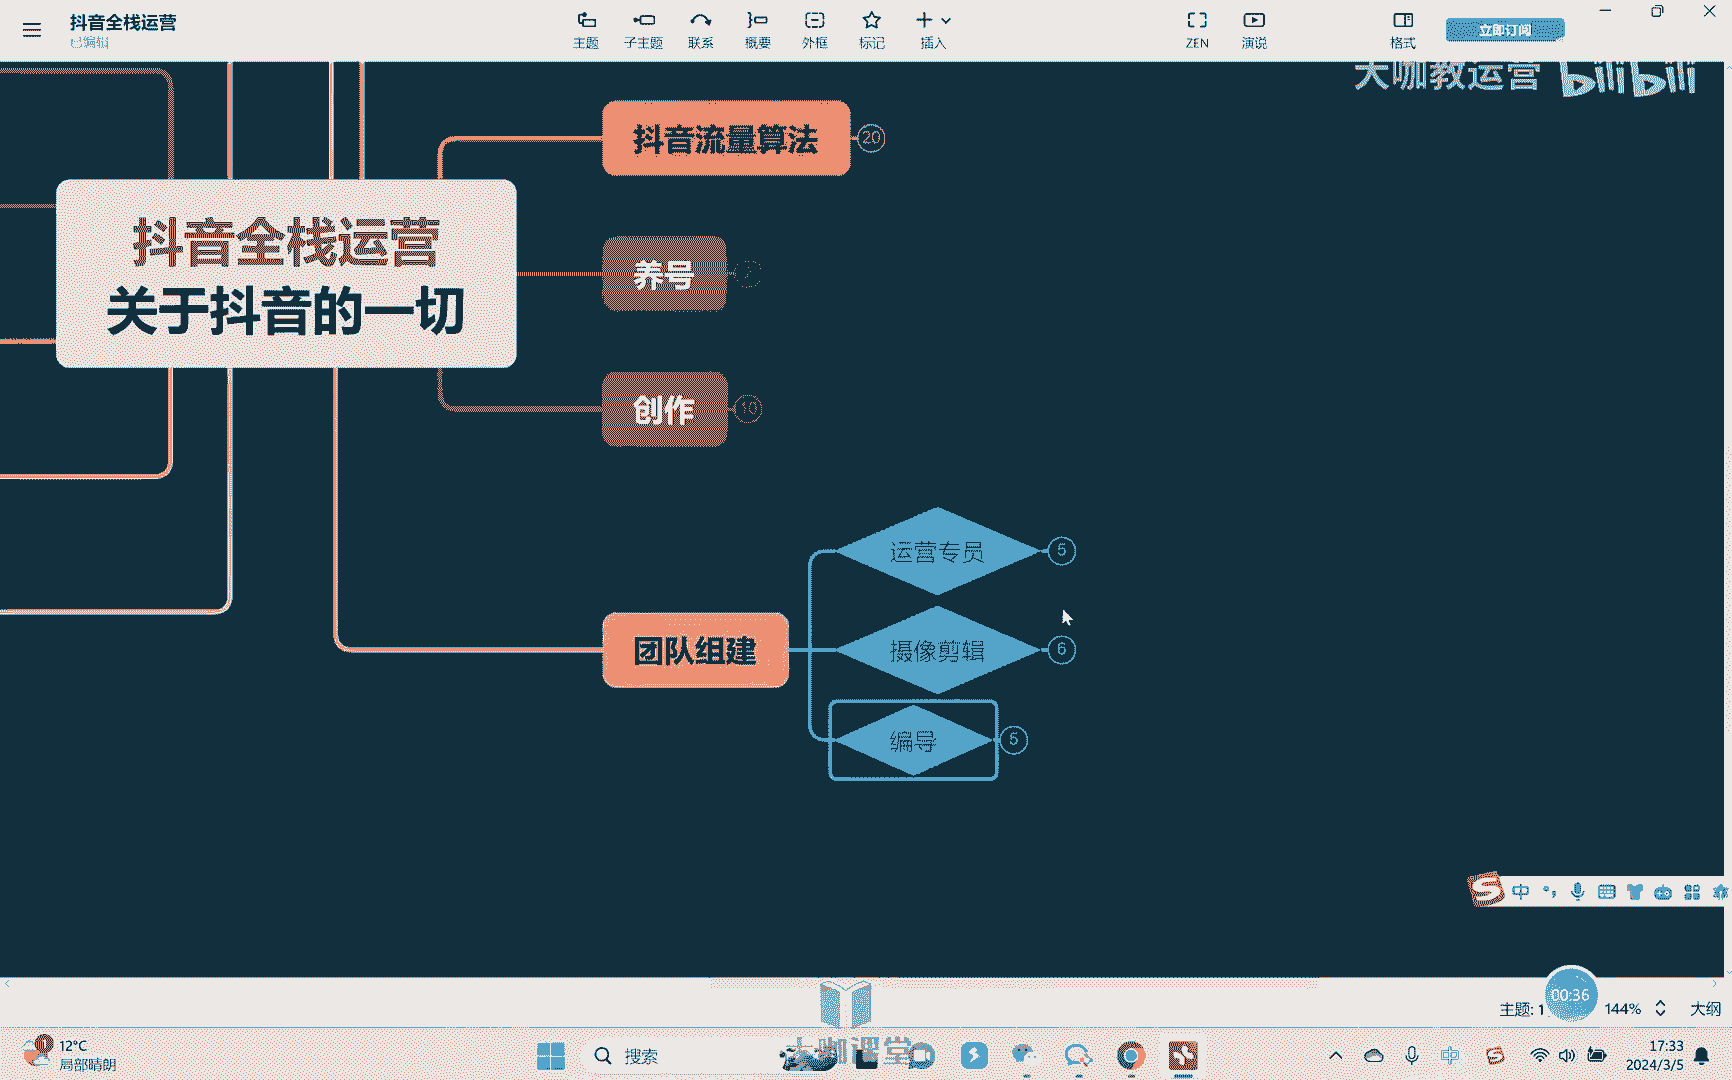 抖音全栈运营
已编辑
主题
子主题
联系
概要
外框
标记
插入
ZEN
演说
格式
立即订阅
大咖教运营 bilibili
抖音流量算法
20
抖音全栈运营
关于抖音的一切
养号
创作
10
运营专员
5
团队组建
摄像剪辑
6
编导
5
中
主题: 1
00:36
144%
大纲
12°C
局部晴朗
搜索
大咖课堂
中
17:33
2024/3/5